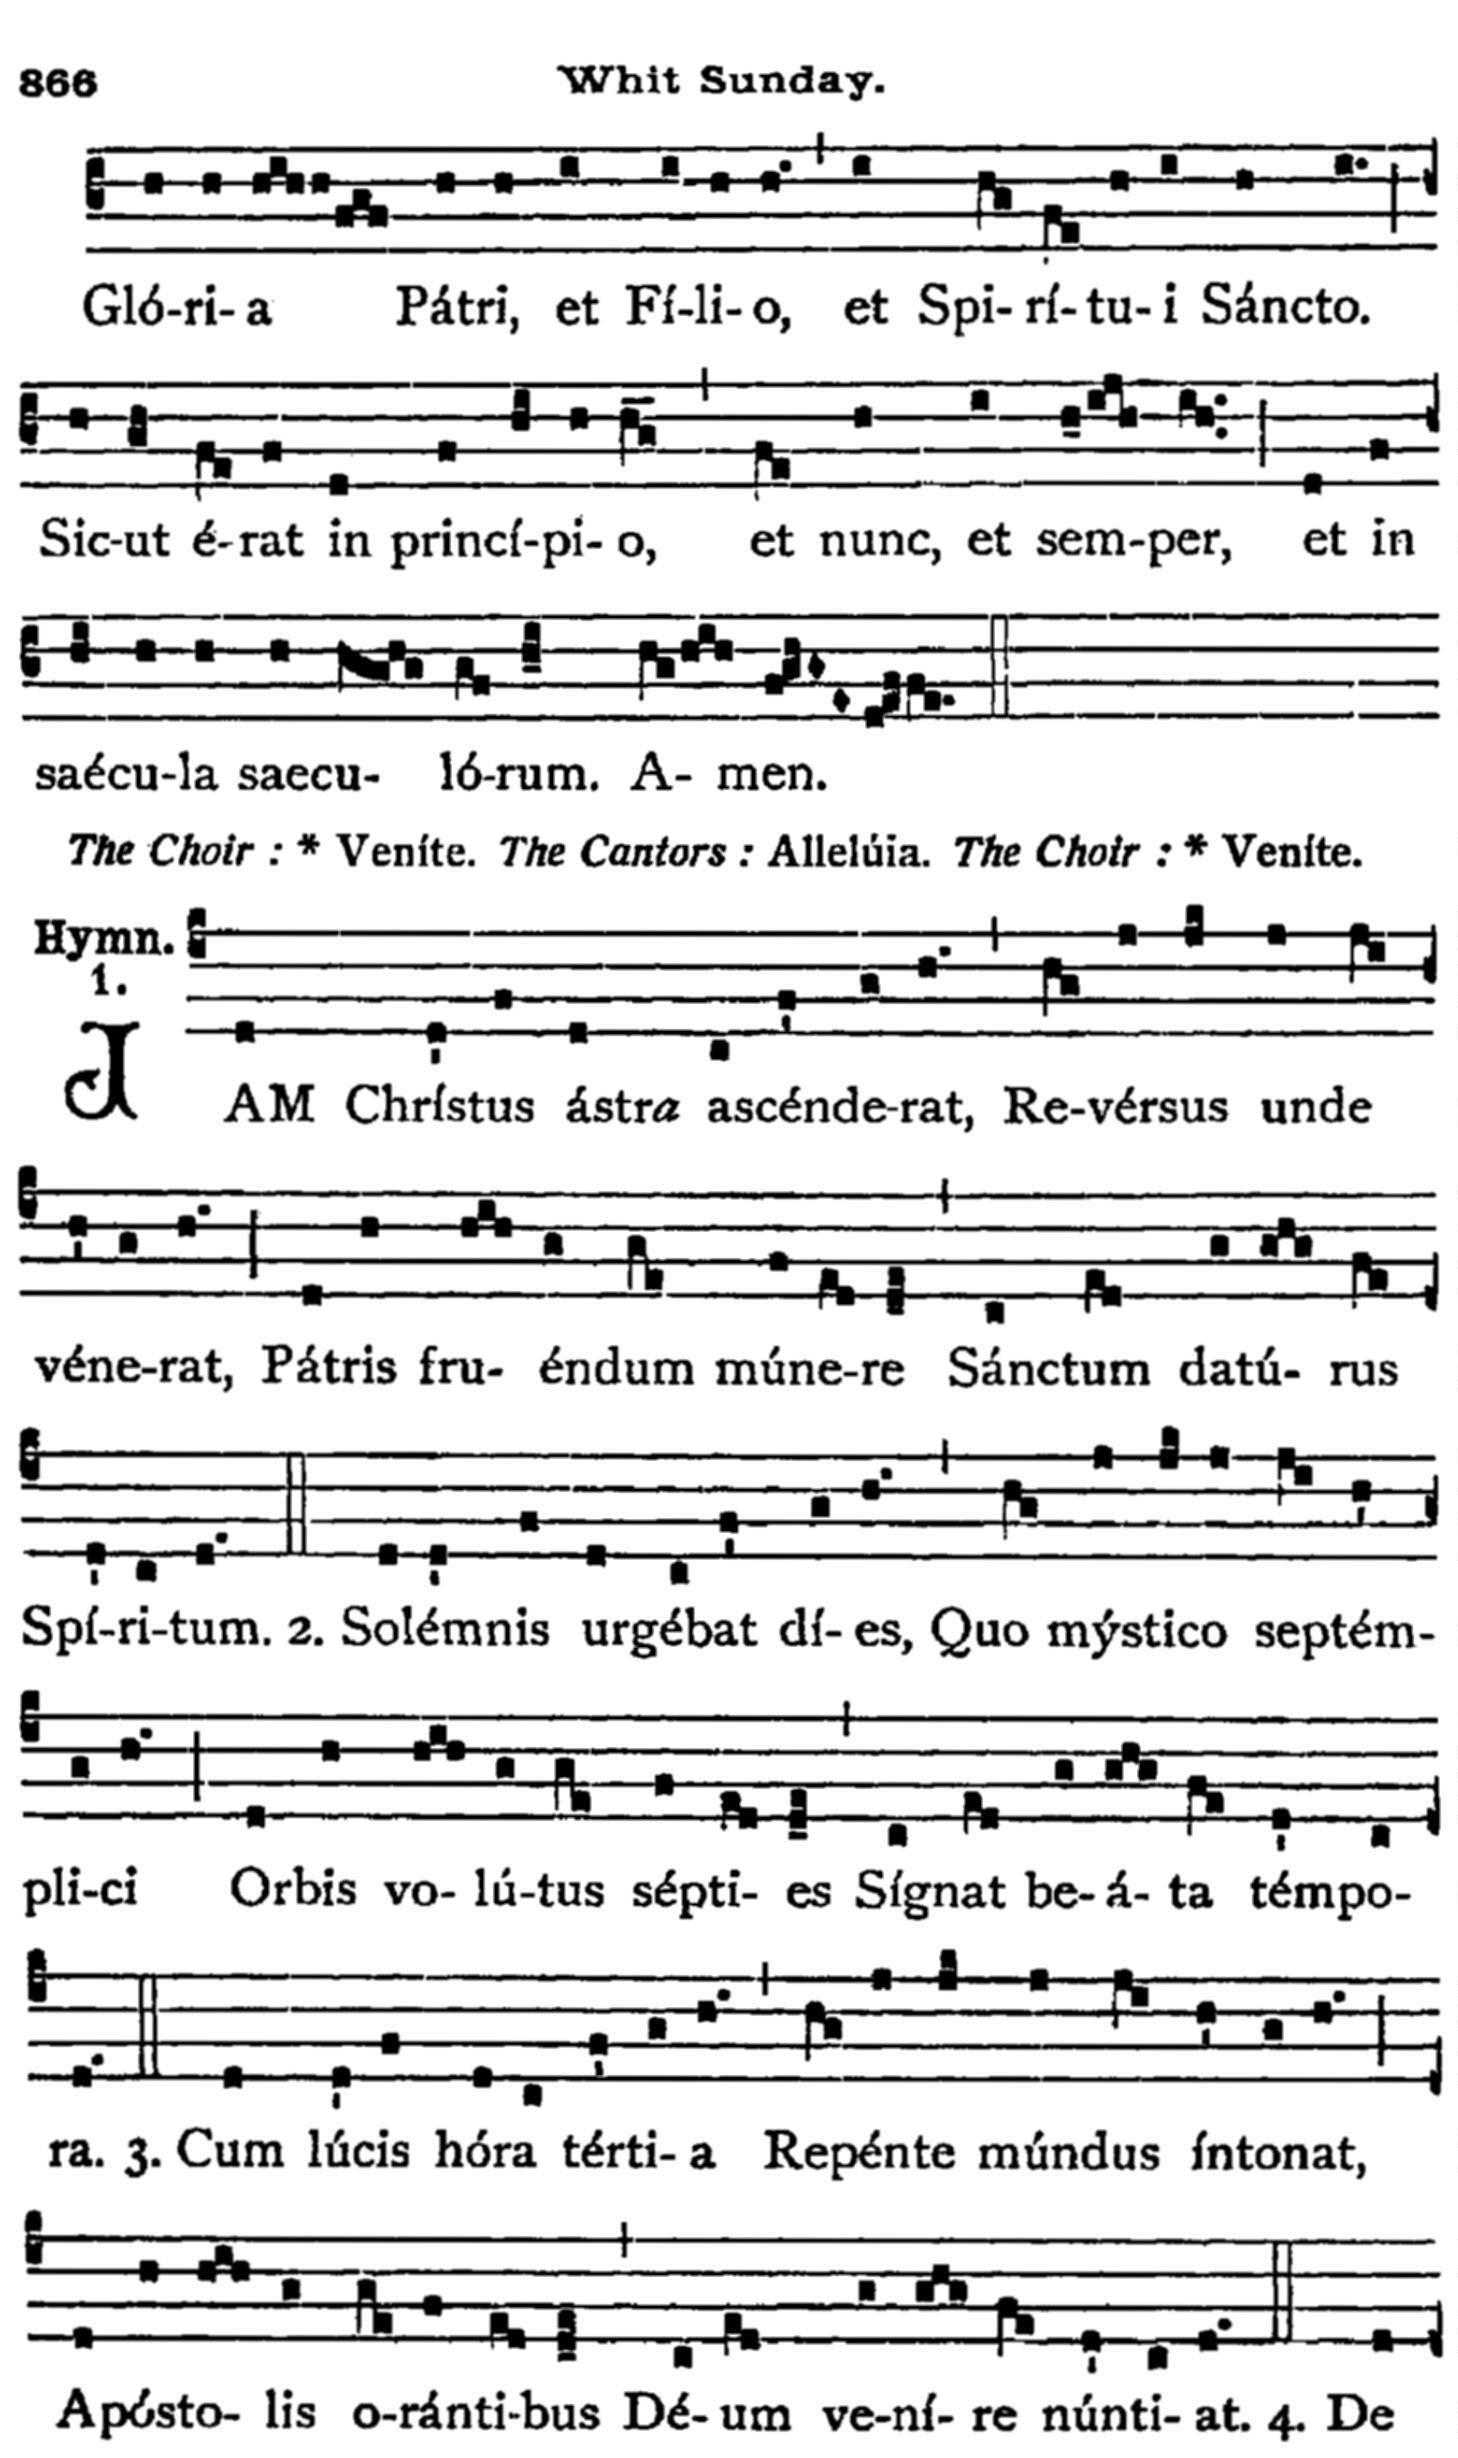 866 Whit Sunday.
Gló-ri-a Pátri, et Fí-li-o, et Spi-rí-tu-i Sáncto.
Sic-ut é-rat in princí-pi-o, et nunc, et sem-per, et in
saécu-la saecu- ló-rum. A- men.
The Choir : * Veníte. The Cantors : Allelúia. The Choir : * Veníte.
Hymn.
1.
JAM Chrístus ástra ascénde-rat, Re-vérsus unde
véne-rat, Pátris fru- éndum múne-re Sánctum datú- rus
Spí-ri-tum. 2. Solémnis urgébat dí-es, Quo mýstico septém-
pli-ci Orbis vo-lú-tus sépti-es Sígnat be-á-ta témpo-
ra. 3. Cum lúcis hóra térti-a Repénte múndus íntonat,
Apósto-lis o-ránti-bus Dé-um ve-ní-re núnti-at. 4. De